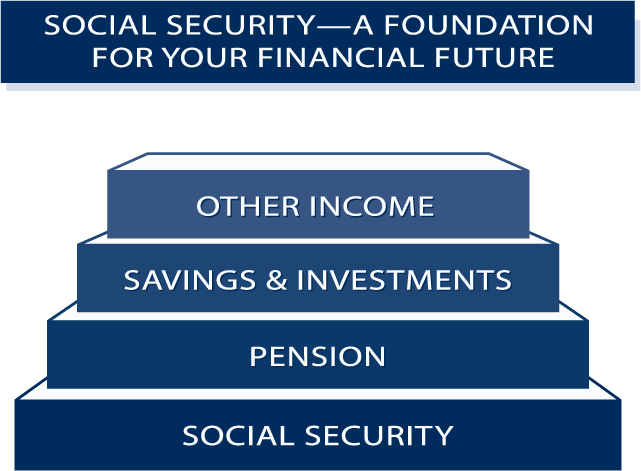 SOCIAL SECURITY—A FOUNDATION
FOR YOUR FINANCIAL FUTURE
OTHER INCOME
SAVINGS & INVESTMENTS
PENSION
SOCIAL SECURITY